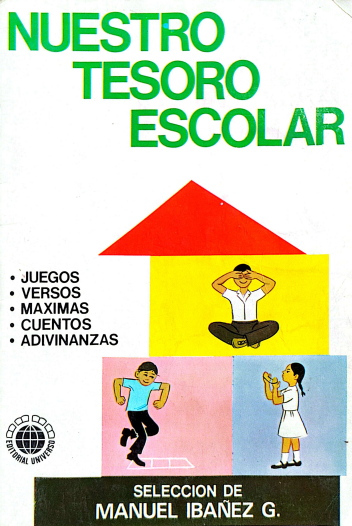 NUESTRO
TESORO
ESCOLAR
• JUEGOS
• VERSOS
• MAXIMAS
• CUENTOS
• ADIVINANZAS
EDITORIAL UNIVERSO
SELECCION DE
MANUEL IBAÑEZ G.